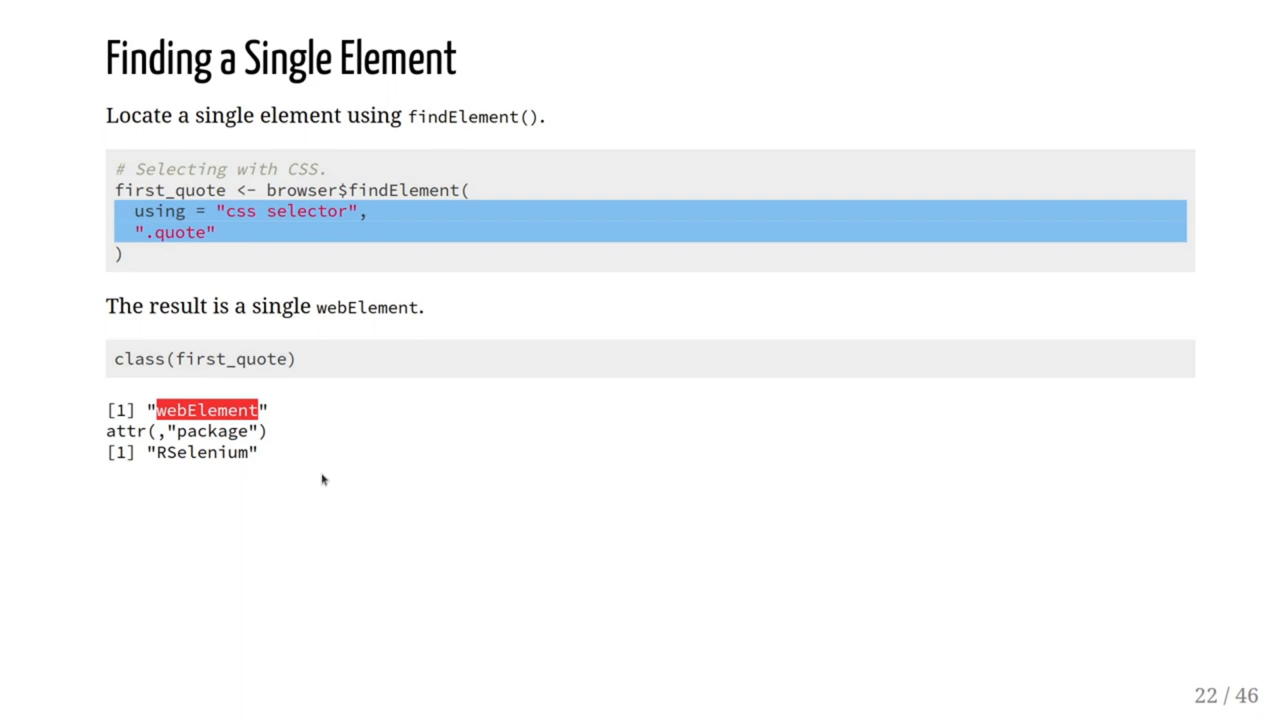 Finding a Single Element
Locate a single element using findElement().
# Selecting with CSS.
first_quote <- browser$findElement(
  using = "css selector",
  ".quote"
)
The result is a single webElement.
class(first_quote)
[1] "webElement"
attr(,"package")
[1] "RSelenium"
22 / 46